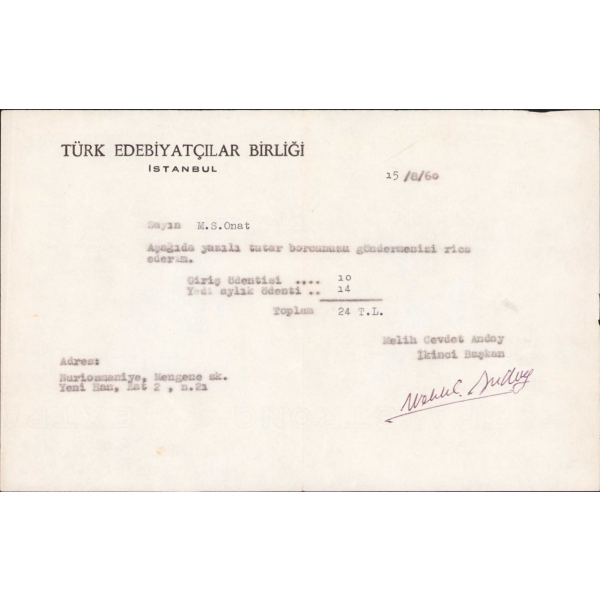 TÜRK EDEBİYATÇILAR BİRLİĞİ
İSTANBUL
15 /8/60
Sayın M.S.Onat
Aşağıda yazılı tutar borcunuzu göndermenizi rica
ederim.
Giriş ödentisi .... 10
Yedi aylık ödenti .. 14
Toplam 24 T.L.
Melih Cevdet Anday
İkinci Başkan
Adres:
Nuriosmaniye, Mengene sk.
Yeni Han, Kat 2 , n.21